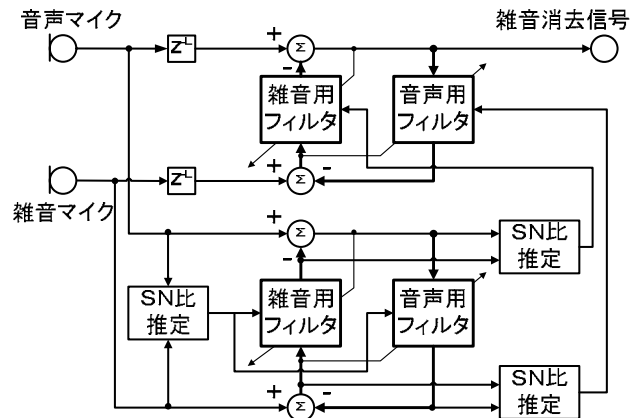 音声マイク
雑音消去信号
Z-L
+
Σ
-
雑音用
フィルタ
音声用
フィルタ
雑音マイク
Z-L
+
Σ
-
+
Σ
-
SN比
推定
SN比
推定
雑音用
フィルタ
音声用
フィルタ
+
Σ
-
SN比
推定